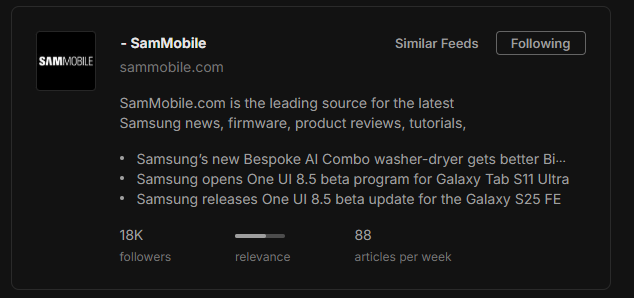 SAMMOBILE
- SamMobile
Similar Feeds
Following
sammobile.com
SamMobile.com is the leading source for the latest
Samsung news, firmware, product reviews, tutorials,
• Samsung's new Bespoke AI Combo washer-dryer gets better Bi...
• Samsung opens One UI 8.5 beta program for Galaxy Tab S11 Ultra
• Samsung releases One UI 8.5 beta update for the Galaxy S25 FE
18K
followers
relevance
88
articles per week